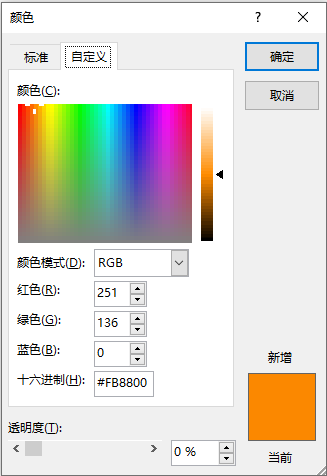 颜色
?
标准 自定义
确定
取消
颜色(C):
颜色模式(D): RGB
红色(R): 251
绿色(G): 136
蓝色(B): 0
十六进制(H): #FB8800
新增
透明度(T):
0 %
当前